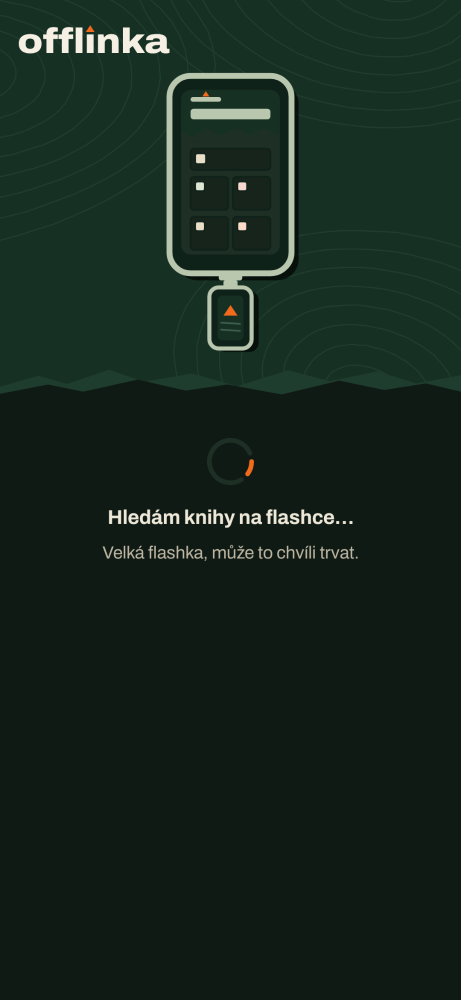 offlinka
Hledám knihy na flashce…
Velká flashka, může to chvíli trvat.